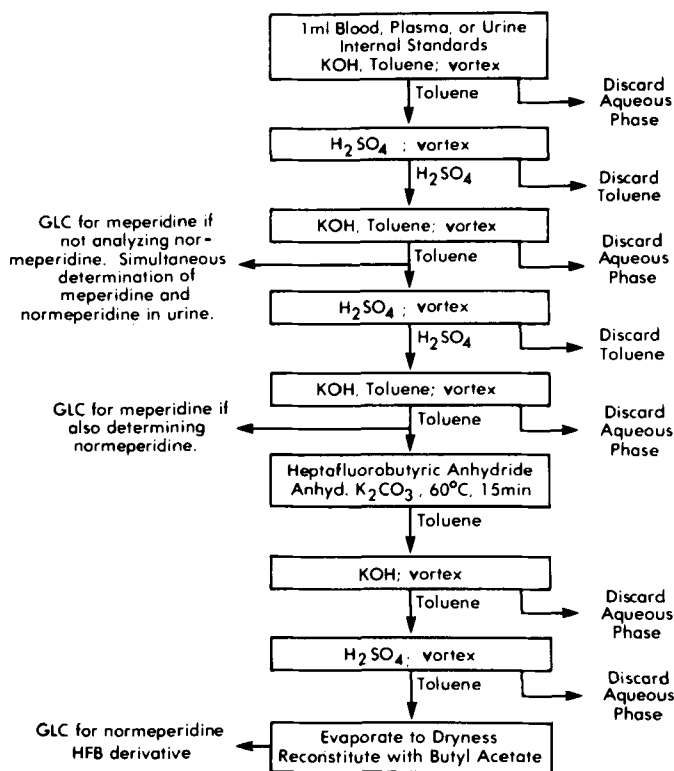 1ml Blood, Plasma, or Urine
Internal Standards
KOH, Toluene; vortex
Toluene
Discard
Aqueous
Phase
H2SO4 ; vortex
H2SO4
Discard
Toluene
GLC for meperidine if
not analyzing nor-
meperidine. Simultaneous
determination of
meperidine and
normeperidine in urine.
KOH, Toluene; vortex
Toluene
Discard
Aqueous
Phase
H2SO4; vortex
H2SO4
Discard
Toluene
KOH, Toluene; vortex
Toluene
Discard
Aqueous
Phase
GLC for meperidine if
also determining
normeperidine.
Heptafluorobutyric Anhydride
Anhyd. K2CO3 , 60°C, 15min
Toluene
KOH; vortex
Toluene
Discard
Aqueous
Phase
H2SO4; vortex
Toluene
Discard
Aqueous
Phase
GLC for normeperidine
HFB derivative
Evaporate to Dryness
Reconstitute with Butyl Acetate